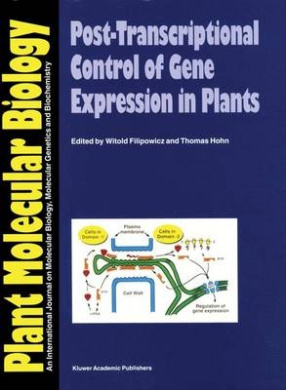 Plant Molecular Biology
An International Journal on Molecular Biology, Molecular Genetics and Biochemistry
Post-Transcriptional
Control of Gene
Expression in Plants
Edited by Witold Filipowicz and Thomas Hohn
Cells in
Domain -1
Plasma
membrane
Cells in
Domain -2
Cell Wall
Regulation of
gene expression
Kluwer Academic Publishers